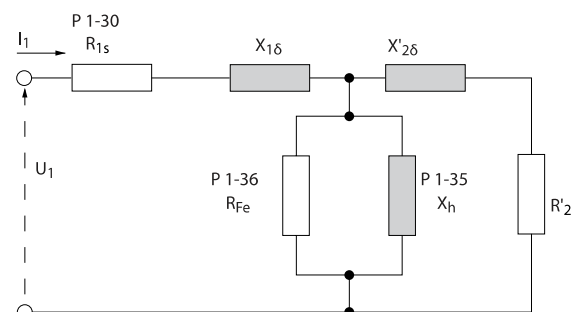 P 1-30
I1
R1s
X1δ
X'2δ
U1
P 1-36
RFe
P 1-35
Xh
R'2